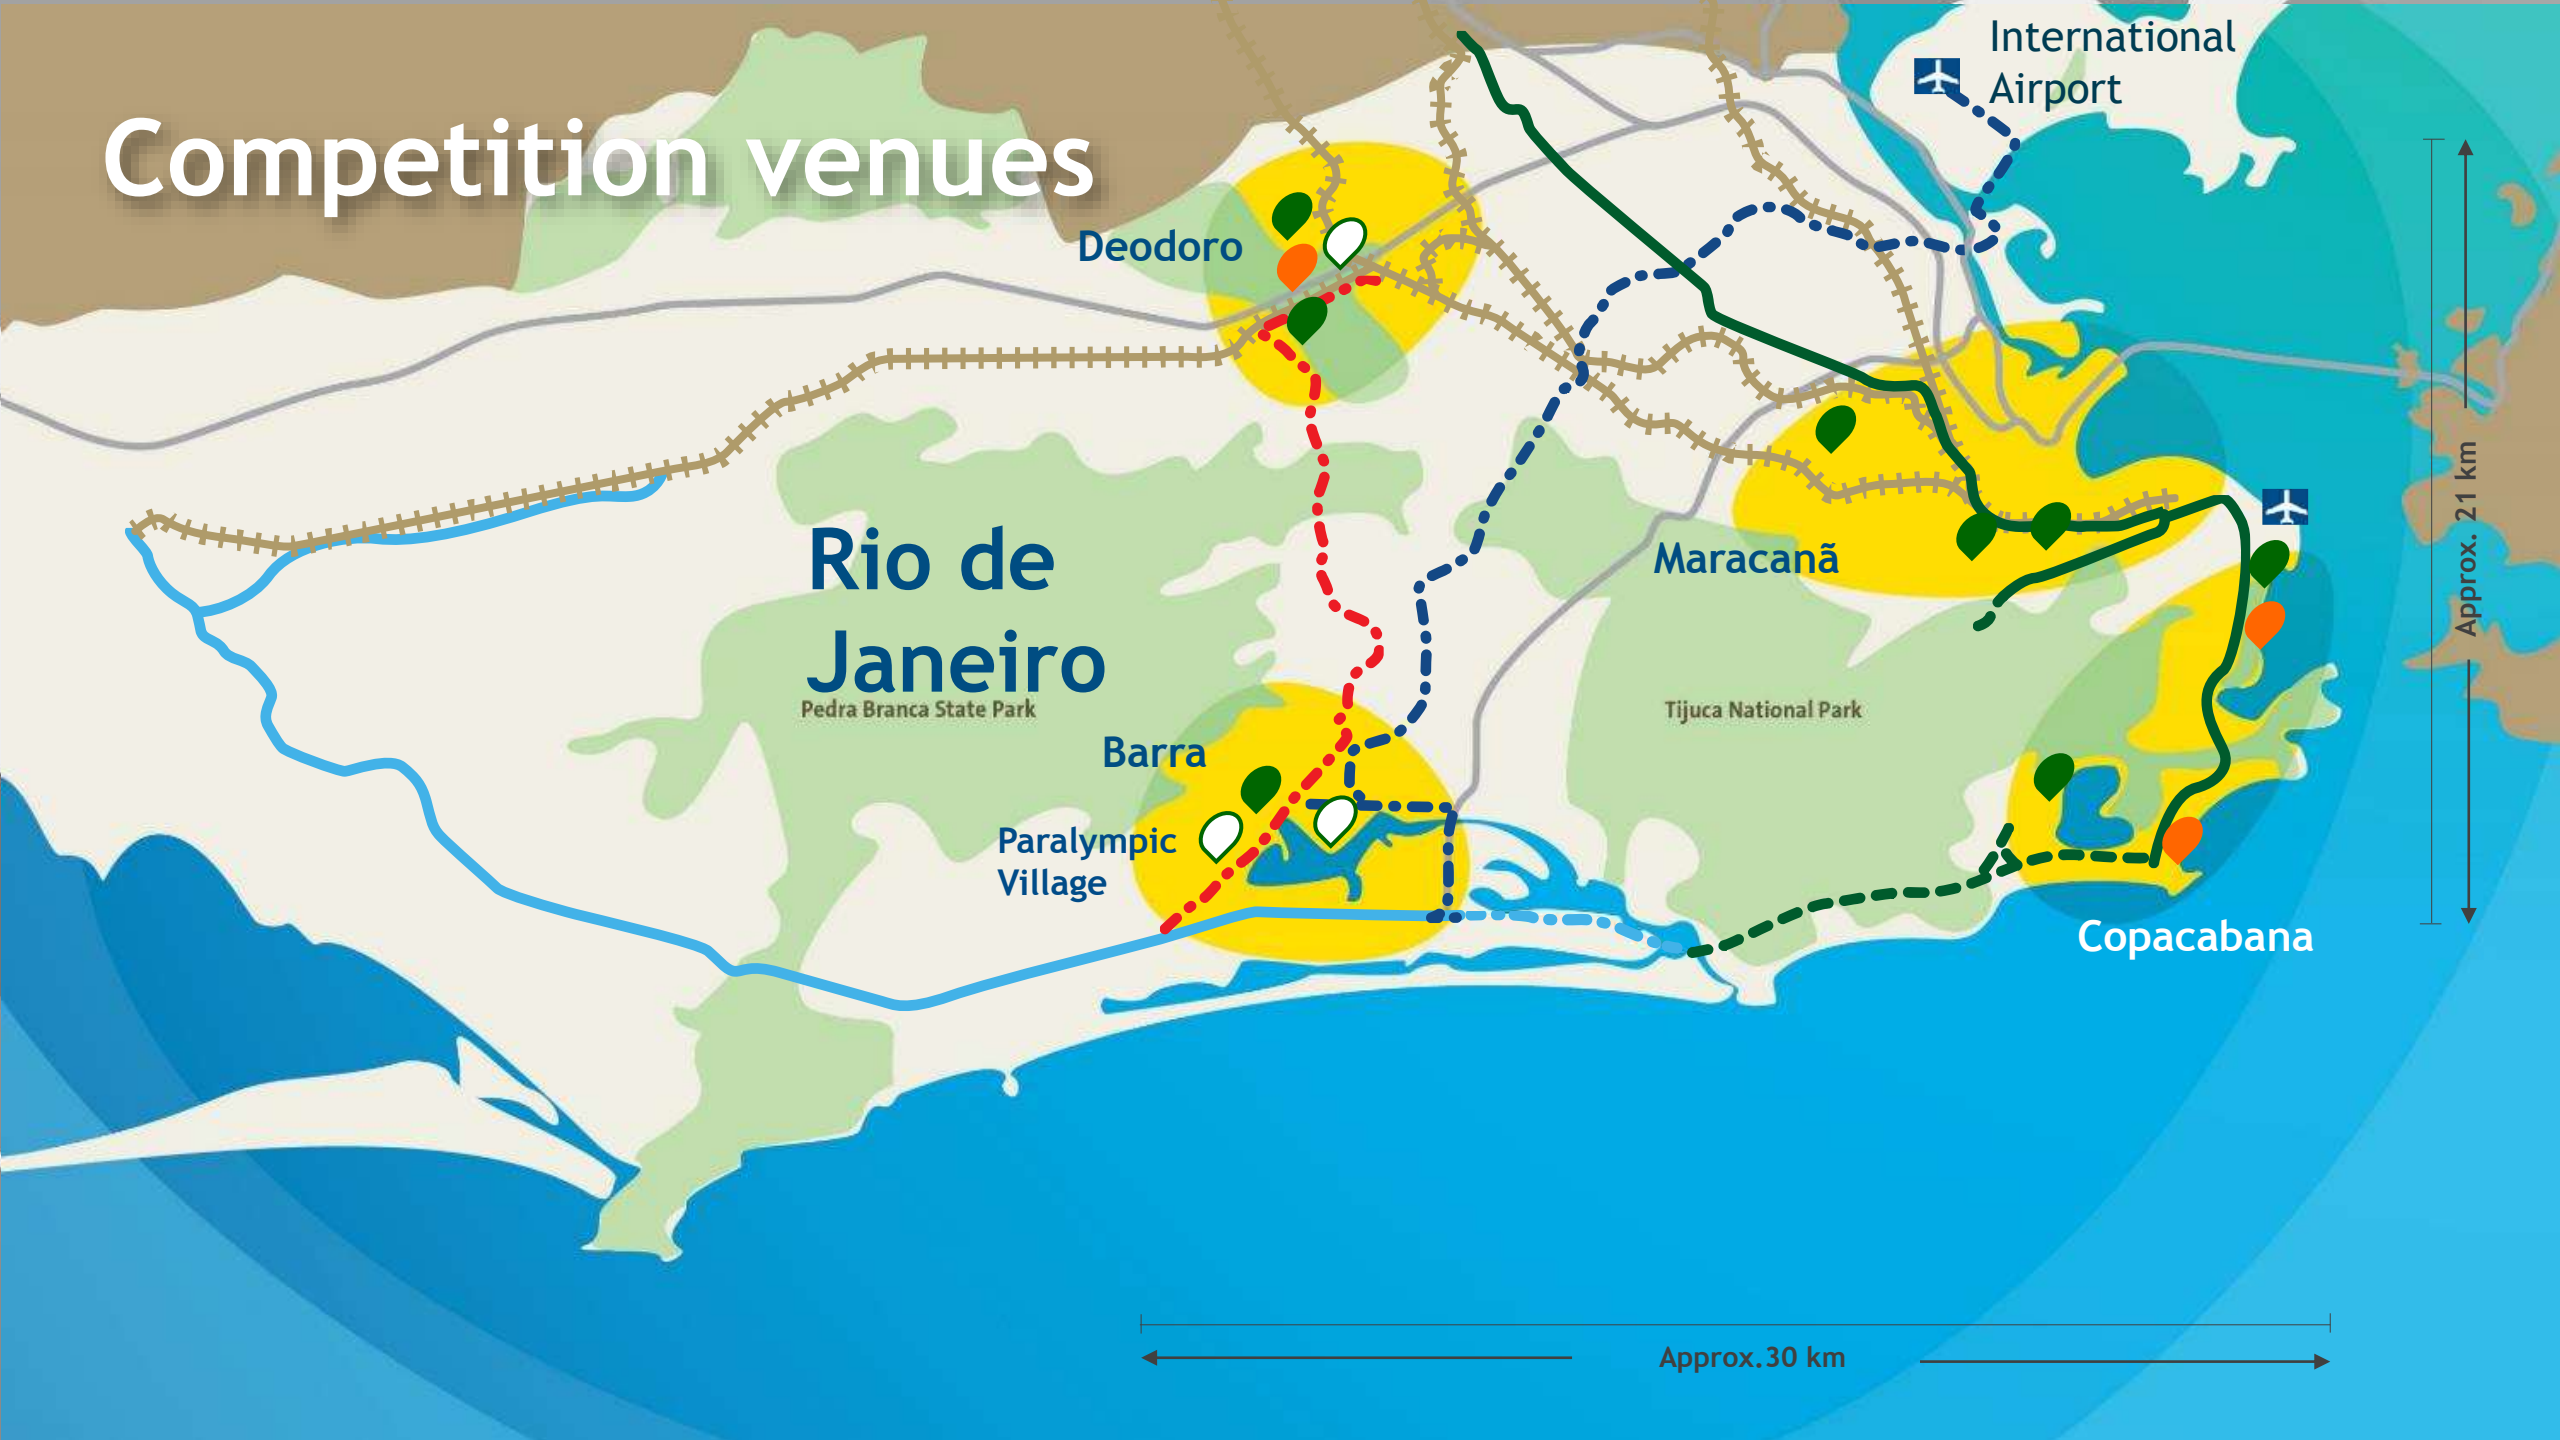 International
Airport
Competition venues
Deodoro
Rio de
Janeiro
Maracanã
Pedra Branca State Park
Tijuca National Park
Barra
Paralympic
Village
Copacabana
Approx. 21 km
Approx.30 km